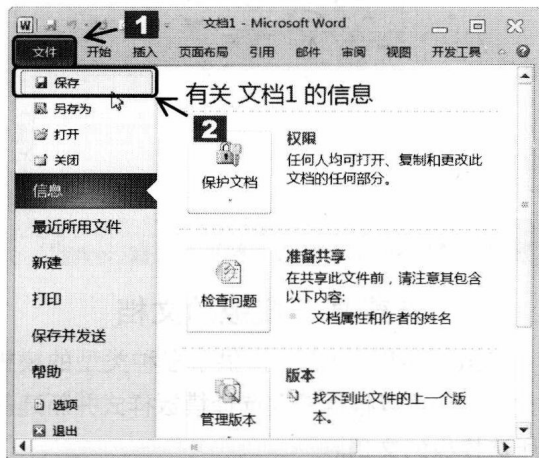 文档1 - Microsoft Word
1
文件 开始 插入 页面布局 引用 邮件 审阅 视图 开发工具
保存
另存为
打开
关闭
信息
最近所用文件
新建
打印
保存并发送
帮助
选项
退出
2
有关 文档1 的信息
保护文档
权限
任何人均可打开、复制和更改此
文档的任何部分。
检查问题
准备共享
在共享此文件前，请注意其包含
以下内容:
文档属性和作者的姓名
管理版本
版本
找不到此文件的上一个版
本。